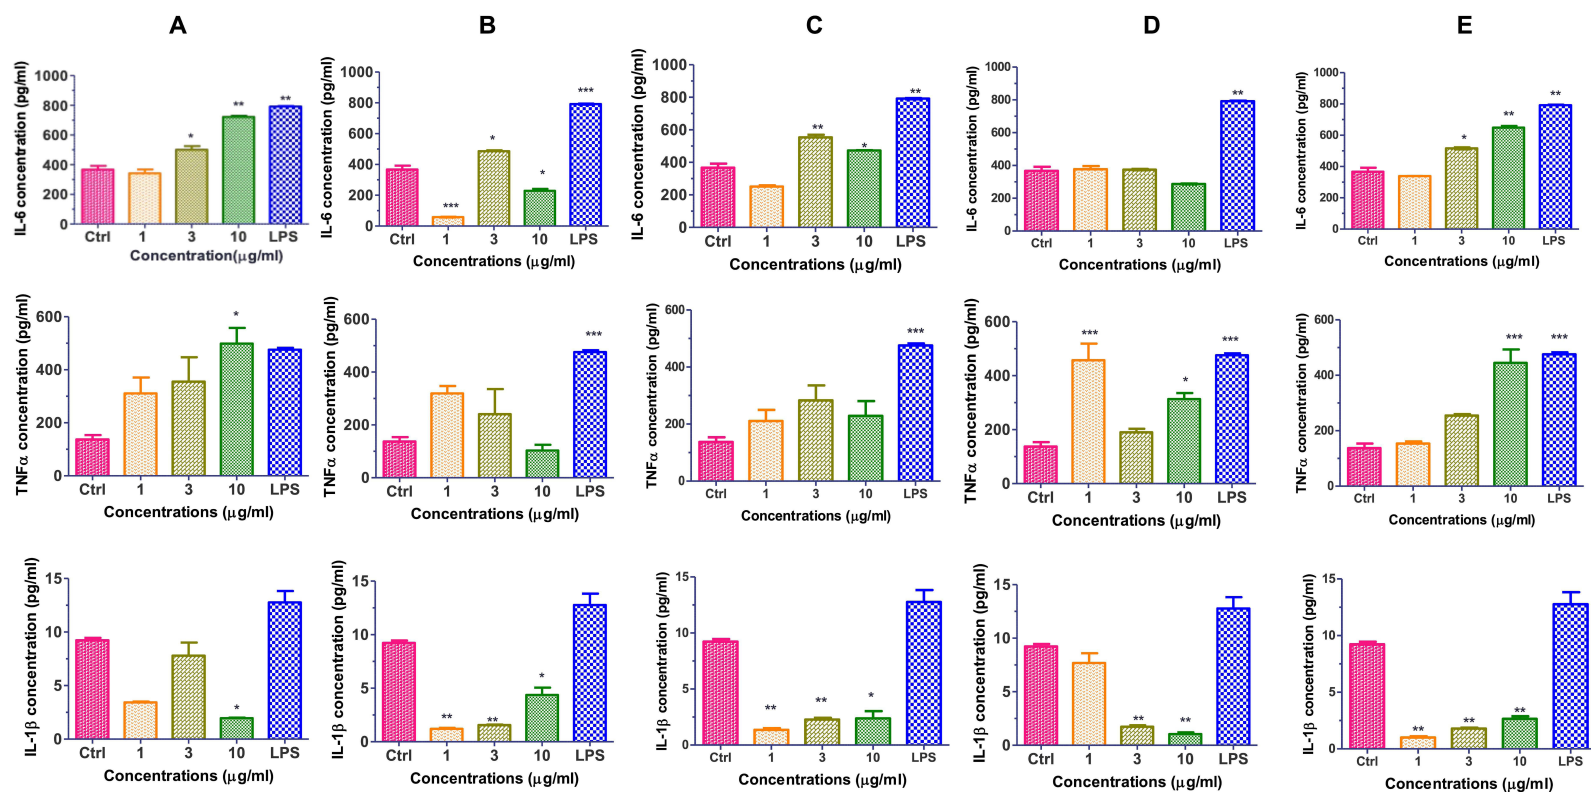 A B C D E
IL-6 concentration (pg/ml)
1000
800
600
400
200
0
* ** **
Ctrl 1 3 10 LPS
Concentration(μg/ml)
IL-6 concentration (pg/ml)
1000
800
600
400
200
0
*** * * ***
Ctrl 1 3 10 LPS
Concentrations (μg/ml)
IL-6 concentration (pg/ml)
1000
800
600
400
200
0
** * **
Ctrl 1 3 10 LPS
Concentrations (μg/ml)
IL-6 concentration (pg/ml)
1000
800
600
400
200
0
**
Ctrl 1 3 10 LPS
Concentrations (μg/ml)
IL-6 concentration (pg/ml)
1000
800
600
400
200
0
* ** **
Ctrl 1 3 10 LPS
Concentrations (μg/ml)
TNFα concentration (pg/ml)
600
400
200
0
*
Ctrl 1 3 10 LPS
Concentrations (μg/ml)
TNFα concentration (pg/ml)
600
400
200
0
***
Ctrl 1 3 10 LPS
Concentrations (μg/ml)
TNFα concentration (pg/ml)
600
400
200
0
***
Ctrl 1 3 10 LPS
Concentrations (μg/ml)
TNFα concentration (pg/ml)
600
400
200
0
*** * ***
Ctrl 1 3 10 LPS
Concentrations (μg/ml)
TNFα concentration (pg/ml)
600
400
200
0
*** ***
Ctrl 1 3 10 LPS
Concentrations (μg/ml)
IL-1β concentration (pg/ml)
15
10
5
0
*
Ctrl 1 3 10 LPS
Concentrations (μg/ml)
IL-1β concentration (pg/ml)
15
10
5
0
** ** *
Ctrl 1 3 10 LPS
Concentrations (μg/ml)
IL-1β concentration (pg/ml)
15
10
5
0
** ** *
Ctrl 1 3 10 LPS
Concentrations (μg/ml)
IL-1β concentration (pg/ml)
15
10
5
0
** **
Ctrl 1 3 10 LPS
Concentrations (μg/ml)
IL-1β concentration (pg/ml)
15
10
5
0
** ** **
Ctrl 1 3 10 LPS
Concentrations (μg/ml)